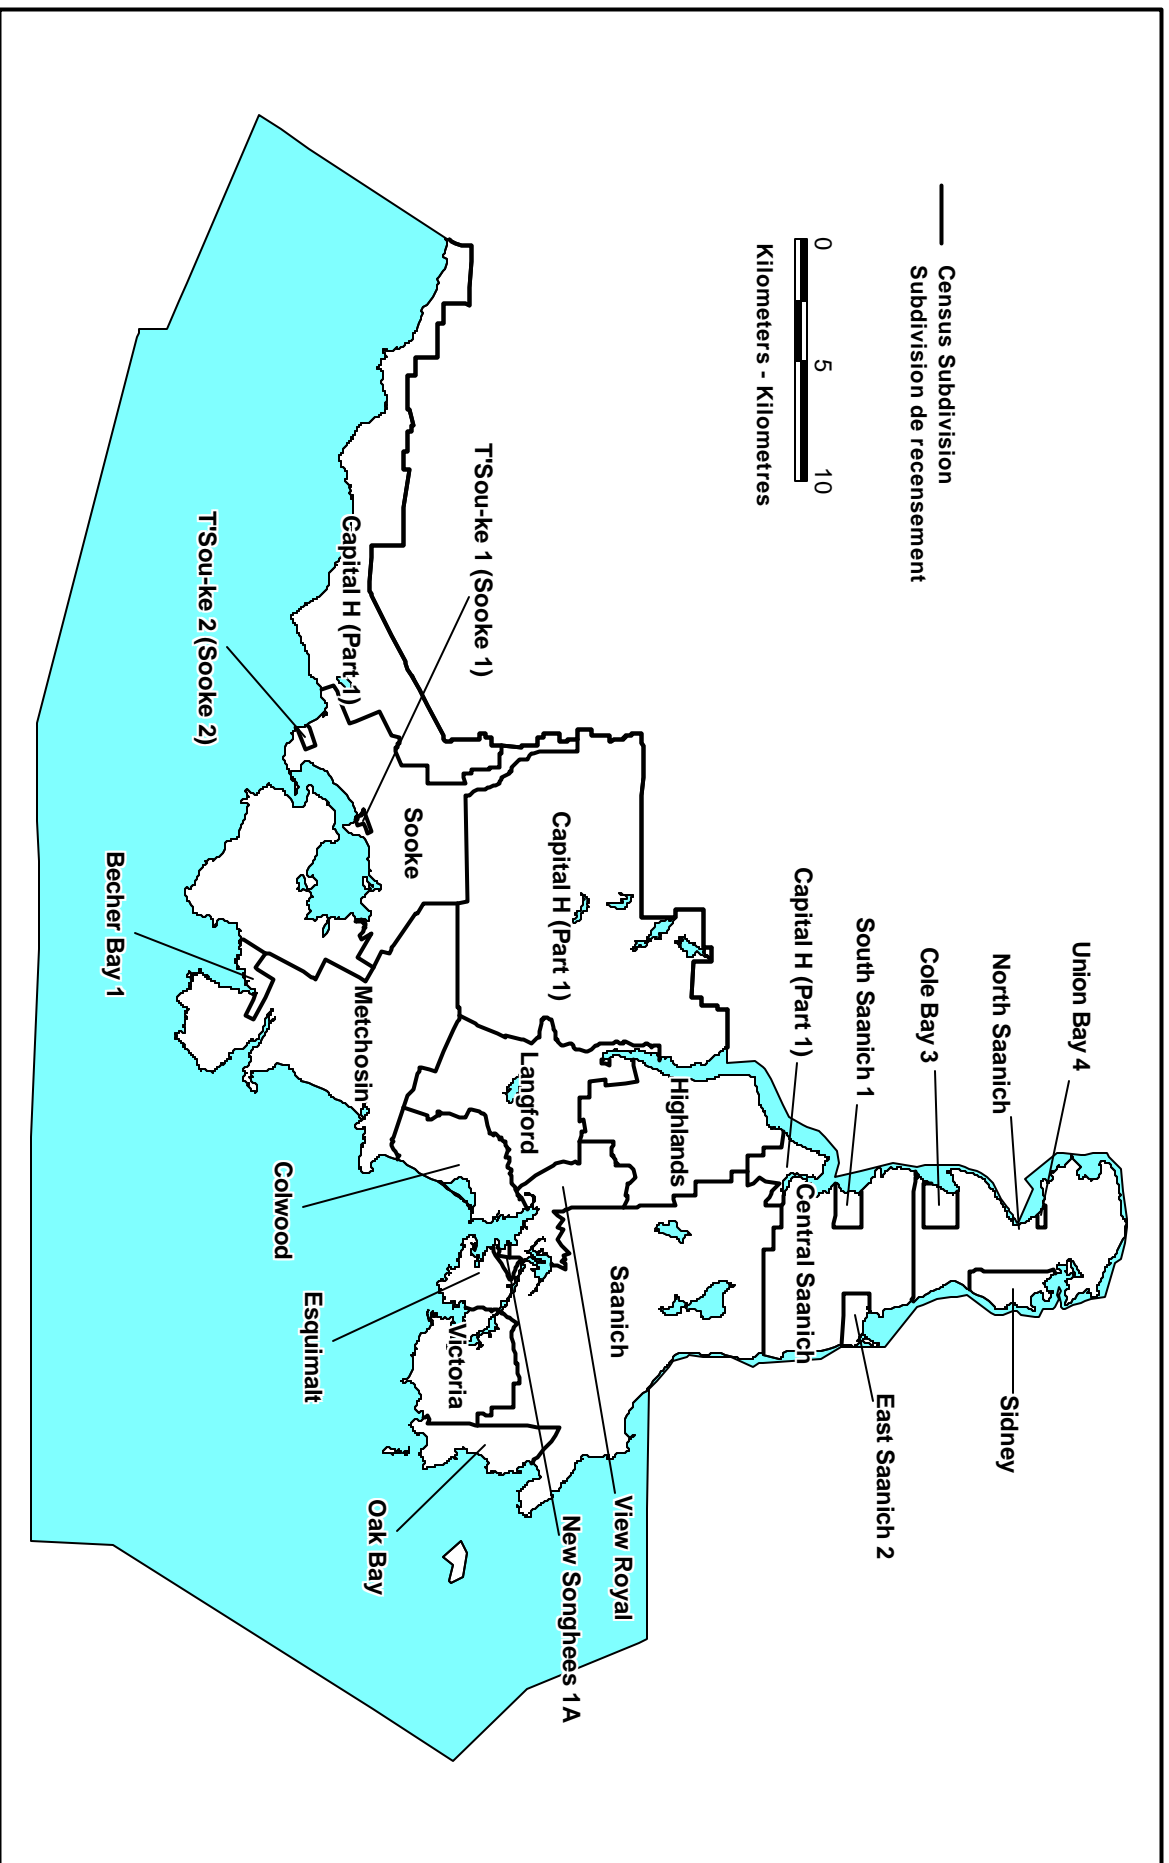 Census Subdivision
Subdivision de recensement
0 5 10
Kilometers - Kilometres
Union Bay 4
North Saanich
Cole Bay 3
South Saanich 1
Capital H (Part 1)
Sidney
East Saanich 2
Central Saanich
Highlands
Saanich
Capital H (Part 1)
Langford
View Royal
New Songhees 1A
T'Sou-ke 1 (Sooke 1)
Sooke
Capital H (Part 1)
T'Sou-ke 2 (Sooke 2)
Metchosin
Becher Bay 1
Colwood
Esquimalt
Victoria
Oak Bay